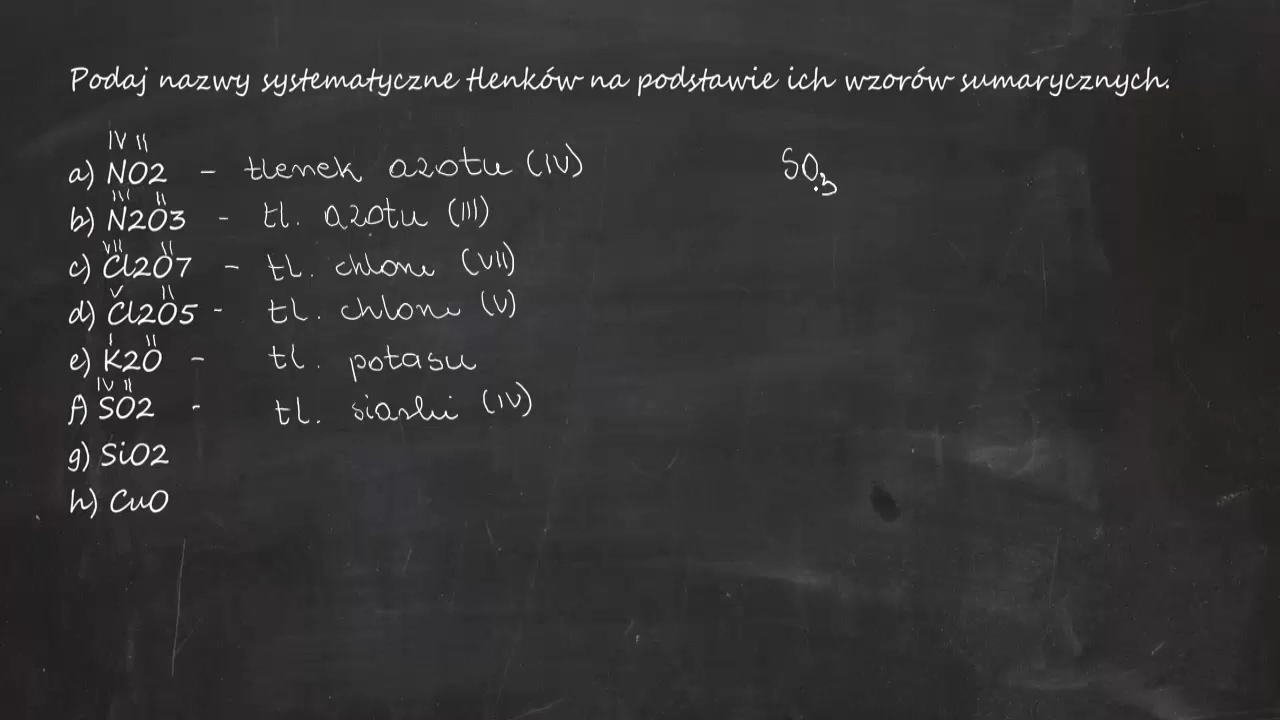 Podaj nazwy systematyczne tlenków na podstawie ich wzorów sumarycznych.
IV II
a) NO2 - tlenek azotu (IV)
SO3
III II
b) N2O3 - tl. azotu (III)
VII II
c) Cl2O7 - tl. chloru (VII)
V II
d) Cl2O5 - tl. chloru (V)
I II
e) K2O - tl. potasu
IV II
f) SO2 - tl. siarki (IV)
g) SiO2
h) CuO